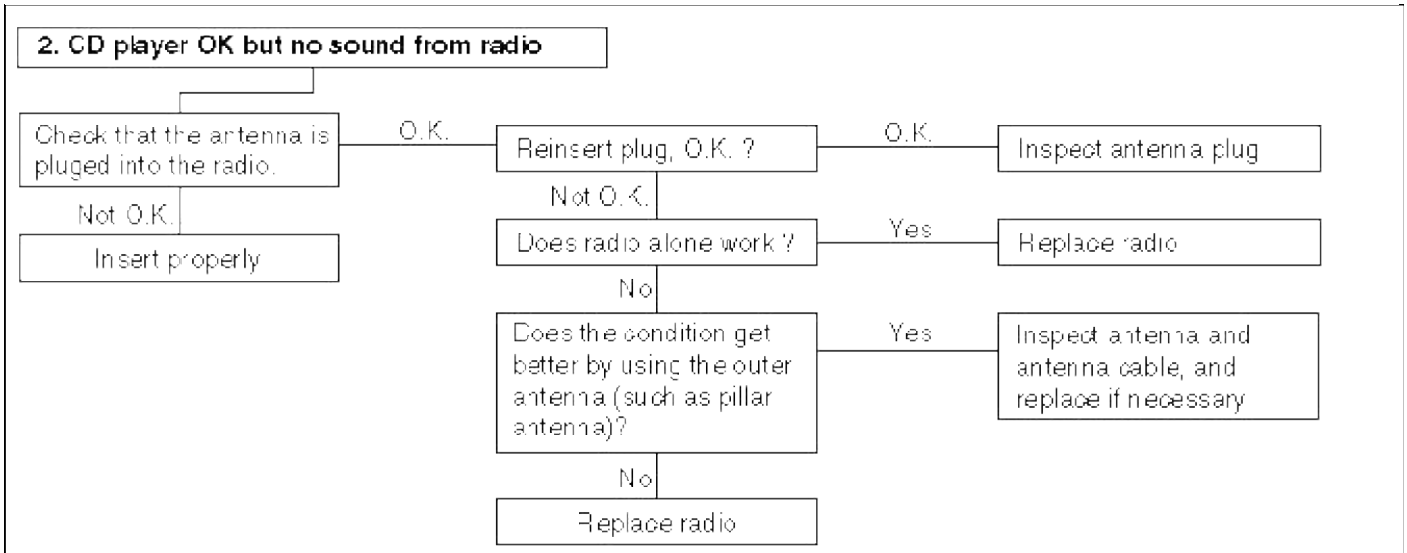 2. CD player OK but no sound from radio
Check that the antenna is
pluged into the radio.
O.K.
Reinsert plug, O.K. ?
O.K.
Inspect antenna plug
Not O.K.
Insert properly
Not O.K.
Does radio alone work ?
Yes
Replace radio
No
Does the condition get
better by using the outer
antenna (such as pillar
antenna)?
Yes
Inspect antenna and
antenna cable, and
replace if necessary
No
Replace radio